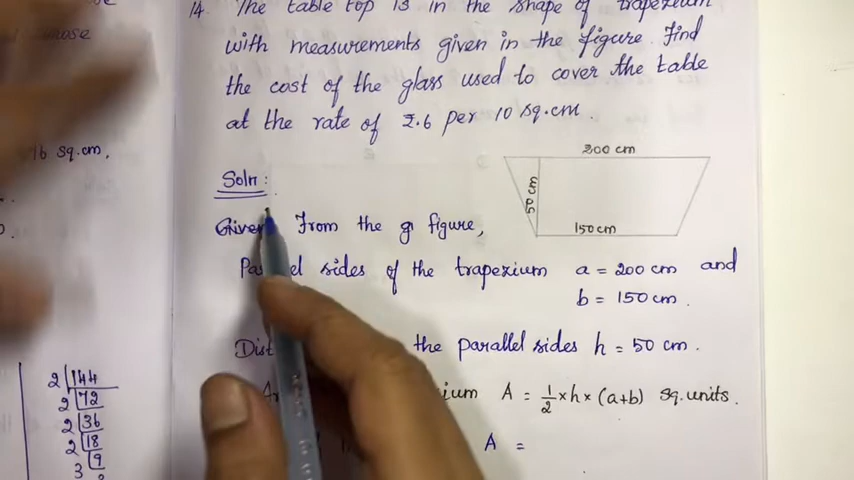 14. The table top is in the shape of trapezium
with measurements given in the figure. Find
the cost of the glass used to cover the table
at the rate of ₹.6 per 10 sq.cm.
200 cm
50 cm
150cm
Soln:
Given From the gi figure,
sides of the trapezium a = 200 cm and
b = 150 cm.
the parallel sides h = 50 cm.
A = 1/2 × h × (a+b) sq.units.
A =
16 sq.cm.
2 144
2 72
2 36
2 18
3 9